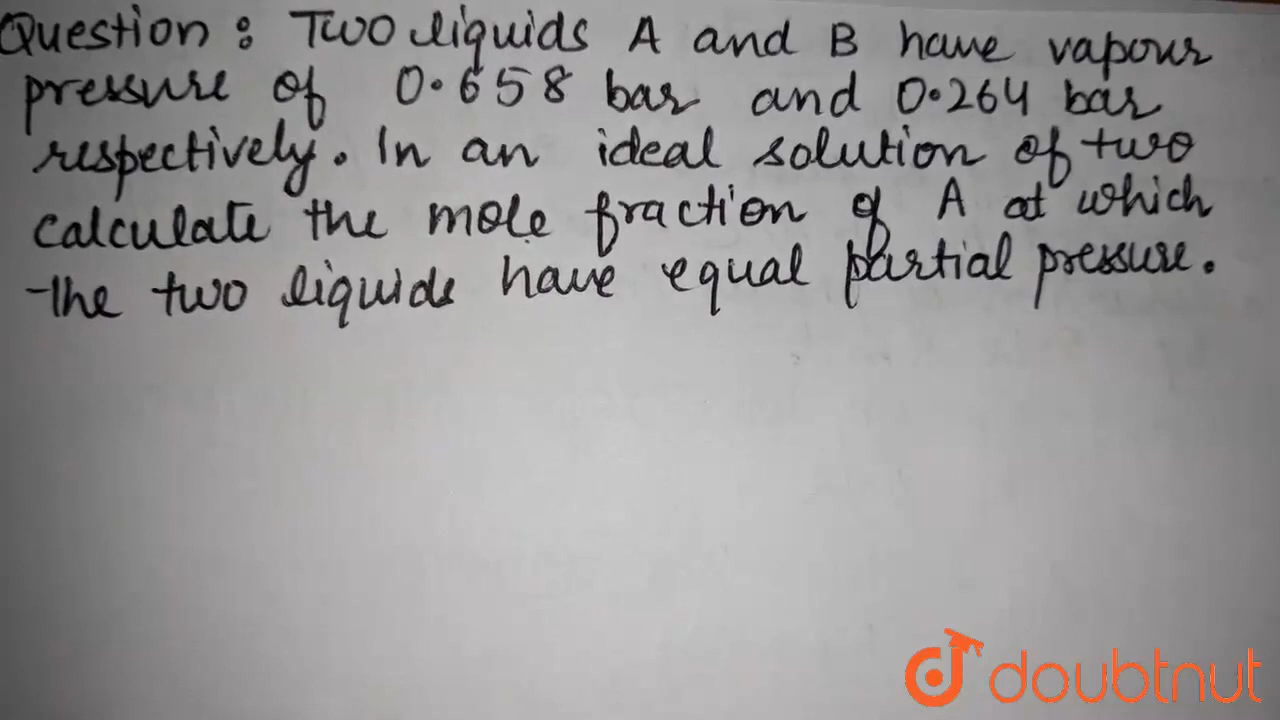 Question: Two liquids A and B have vapour
pressure of 0.658 bar and 0.264 bar
respectively. In an ideal solution of two
calculate the mole fraction of A at which
the two liquids have equal partial pressure.
doubtnut